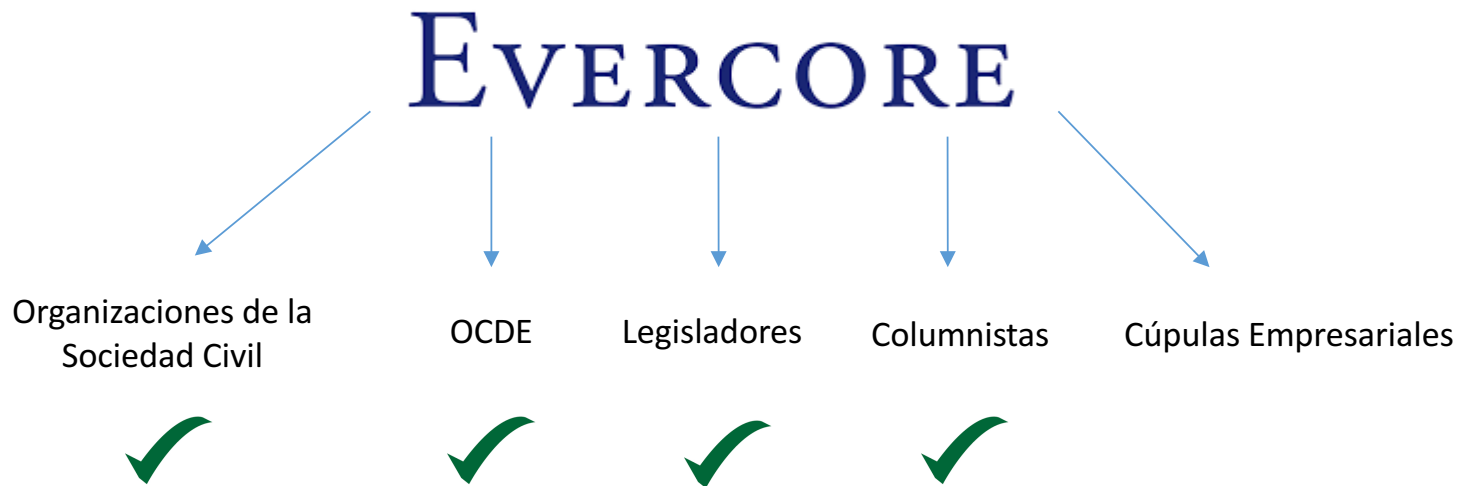 EVERCORE
Organizaciones de la
Sociedad Civil
OCDE
Legisladores
Columnistas
Cúpulas Empresariales